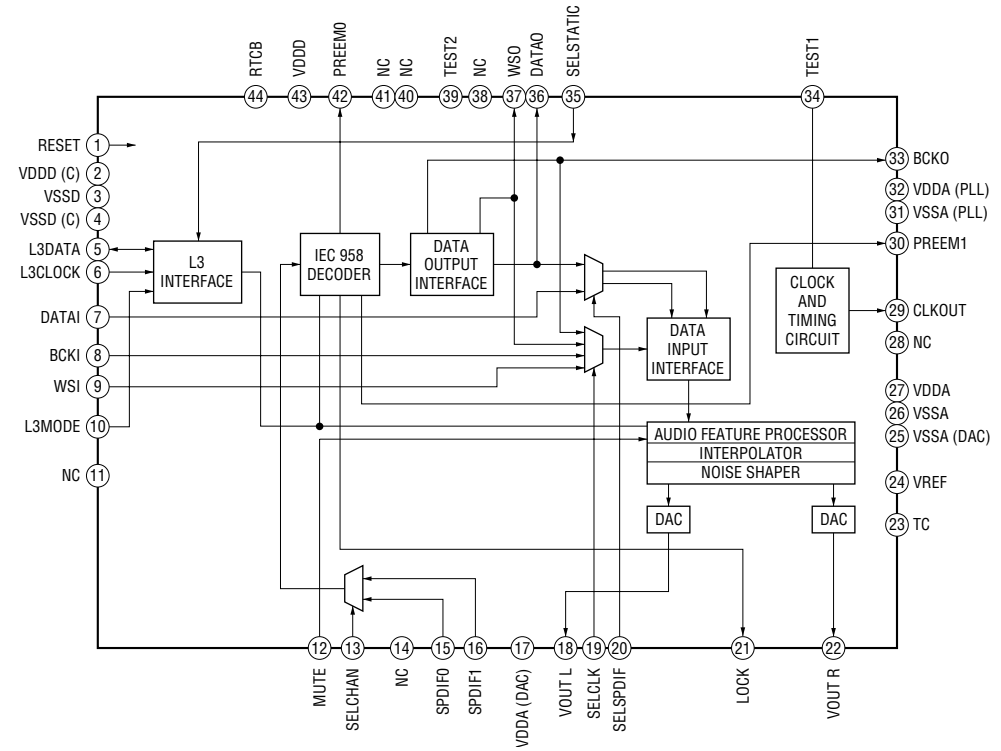 RTCB
VDDD
PREEM0
NC
NC
TEST2
NC
WSO
DATAO
SELSTATIC
TEST1
44
43
42
41
40
39
38
37
36
35
34
RESET
1
VDDD (C)
2
VSSD
3
VSSD (C)
4
L3DATA
5
L3CLOCK
6
DATAI
7
BCKI
8
WSI
9
L3MODE
10
NC
11
L3
INTERFACE
IEC 958
DECODER
DATA
OUTPUT
INTERFACE
DATA
INPUT
INTERFACE
CLOCK
AND
TIMING
CIRCUIT
AUDIO FEATURE PROCESSOR
INTERPOLATOR
NOISE SHAPER
DAC
DAC
33 BCKO
32 VDDA (PLL)
31 VSSA (PLL)
30 PREEM1
29 CLKOUT
28 NC
27 VDDA
26 VSSA
25 VSSA (DAC)
24 VREF
23 TC
12
13
14
15
16
17
18
19
20
21
22
MUTE
SELCHAN
NC
SPDIF0
SPDIF1
VDDA (DAC)
VOUT L
SELCLK
SELSPDIF
LOCK
VOUT R